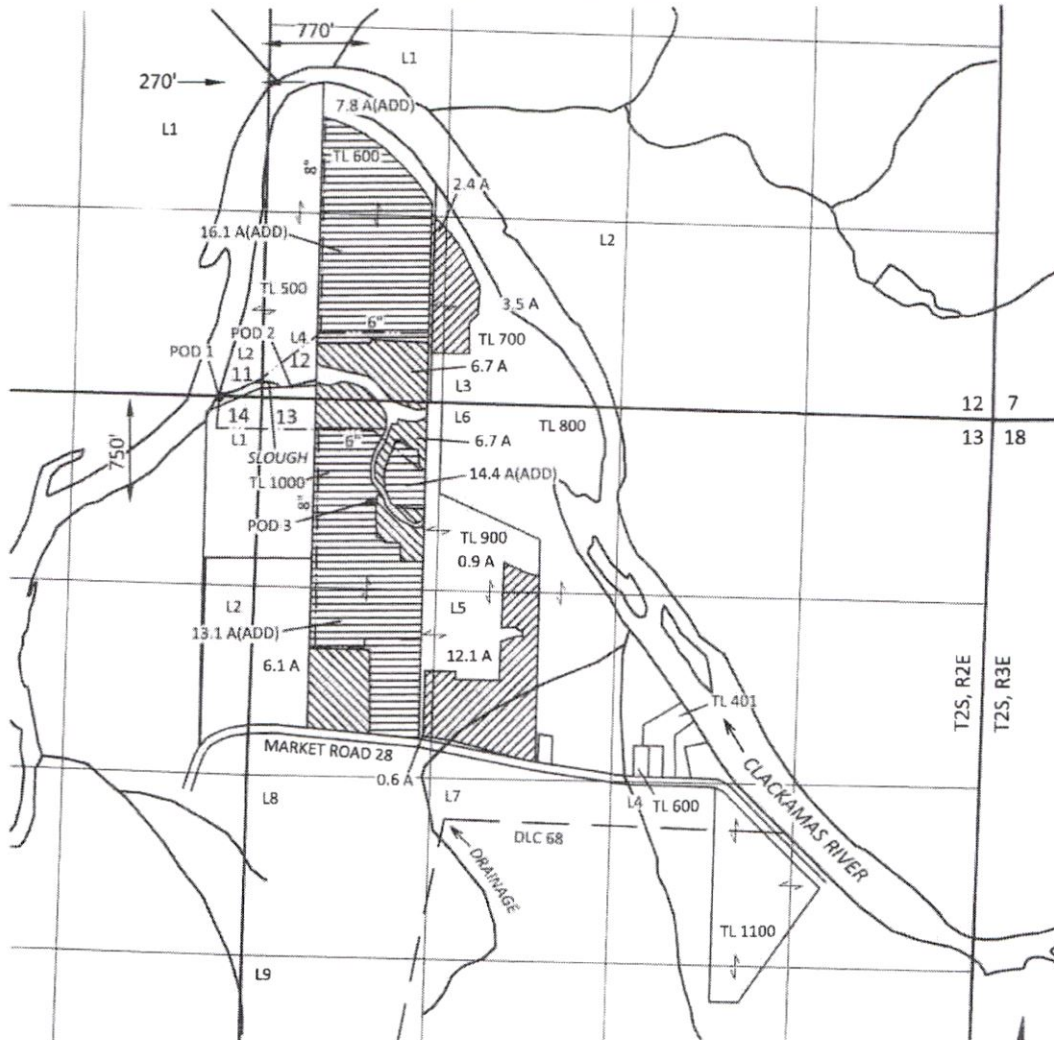 770'
L1
270'
7.8 A(ADD)
L1
TL 600
8"
2.4 A
16.1 A(ADD)
L2
TL 500
3.5 A
6"
POD 2
L4
TL 700
POD 1
L2
12
6.7 A
11
L3
12 7
14 13
L6
TL 800
13 18
L1
6"
6.7 A
750'
SLOUGH
14.4 A(ADD)
TL 1000
8"
POD 3
TL 900
0.9 A
L2
L5
13.1 A(ADD)
12.1 A
6.1 A
T2S, R2E
T2S, R3E
TL 401
MARKET ROAD 28
0.6 A
CLACKAMAS RIVER
L8
L7
L4
TL 600
DLC 68
DRAINAGE
TL 1100
L9